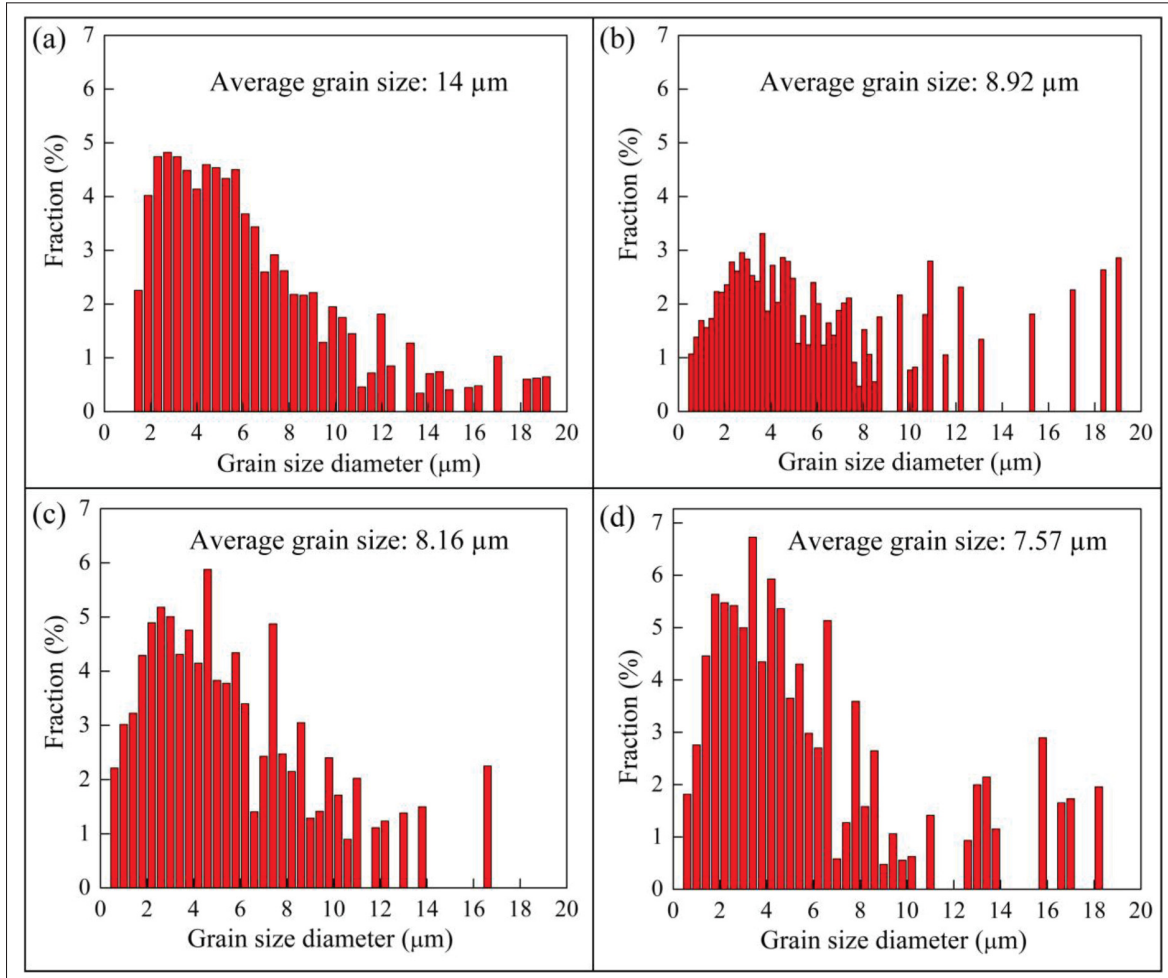 (a)
Average grain size: 14 µm
7
6
5
4
3
2
1
0
Fraction (%)
0 2 4 6 8 10 12 14 16 18 20
Grain size diameter (µm)
(b)
Average grain size: 8.92 µm
7
6
5
4
3
2
1
0
Fraction (%)
0 2 4 6 8 10 12 14 16 18 20
Grain size diameter (µm)
(c)
Average grain size: 8.16 µm
7
6
5
4
3
2
1
0
Fraction (%)
0 2 4 6 8 10 12 14 16 18 20
Grain size diameter (µm)
(d)
Average grain size: 7.57 µm
7
6
5
4
3
2
1
0
Fraction (%)
0 2 4 6 8 10 12 14 16 18 20
Grain size diameter (µm)